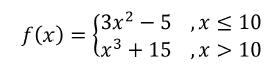 f(x) = {3x² − 5 , x ≤ 10
x³ + 15 , x > 10